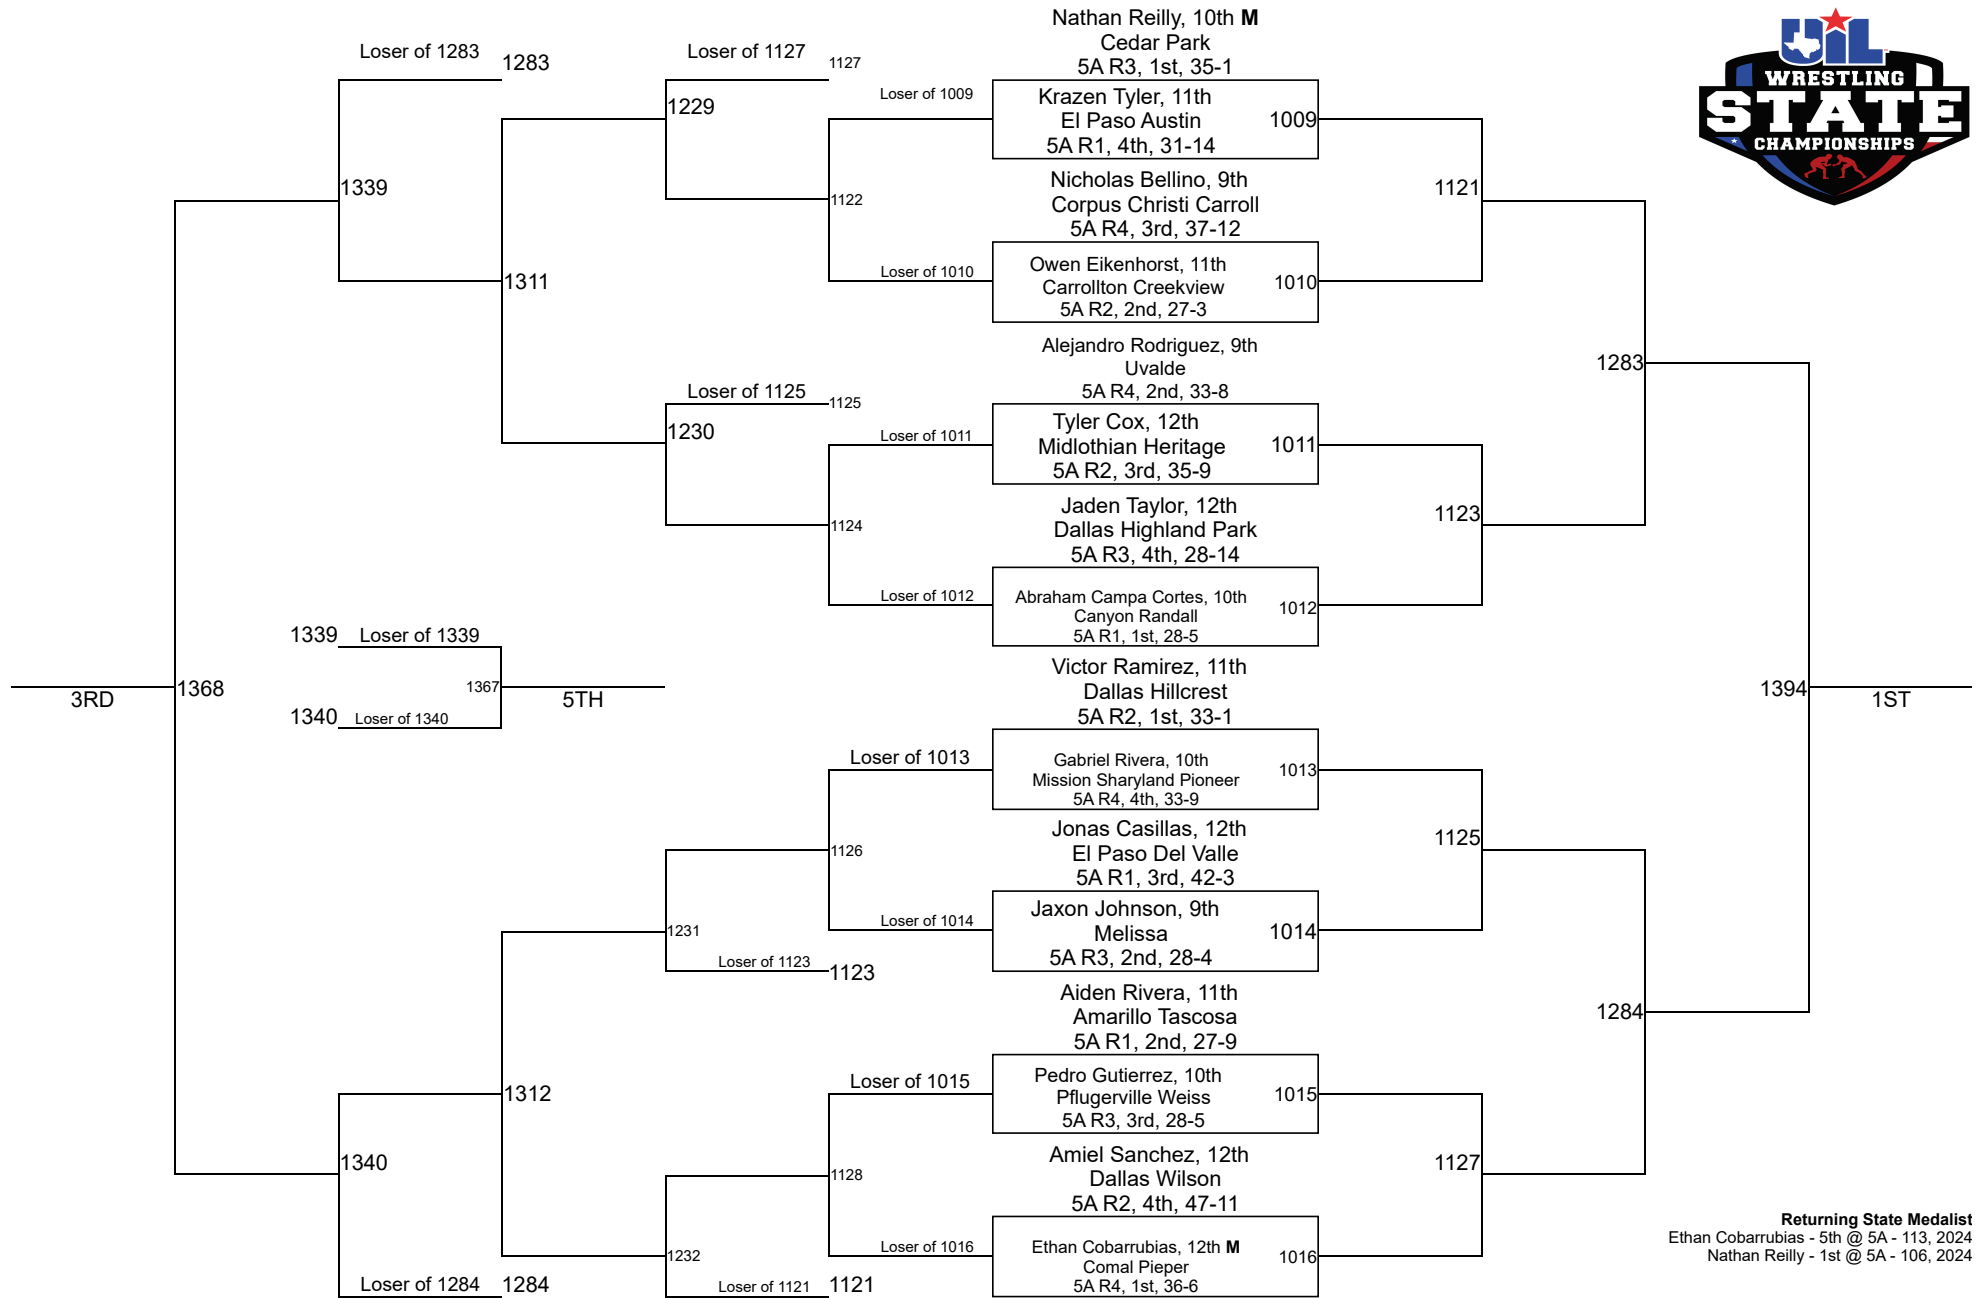 Nathan Reilly, 10th M
Cedar Park
5A R3, 1st, 35-1
Krazen Tyler, 11th
El Paso Austin
5A R1, 4th, 31-14
1009
Nicholas Bellino, 9th
Corpus Christi Carroll
5A R4, 3rd, 37-12
Owen Eikenhorst, 11th
Carrollton Creekview
5A R2, 2nd, 27-3
1010
Alejandro Rodriguez, 9th
Uvalde
5A R4, 2nd, 33-8
Tyler Cox, 12th
Midlothian Heritage
5A R2, 3rd, 35-9
1011
Jaden Taylor, 12th
Dallas Highland Park
5A R3, 4th, 28-14
Abraham Campa Cortes, 10th
Canyon Randall
5A R1, 1st, 28-5
1012
Victor Ramirez, 11th
Dallas Hillcrest
5A R2, 1st, 33-1
Gabriel Rivera, 10th
Mission Sharyland Pioneer
5A R4, 4th, 33-9
1013
Jonas Casillas, 12th
El Paso Del Valle
5A R1, 3rd, 42-3
Jaxon Johnson, 9th
Melissa
5A R3, 2nd, 28-4
1014
Aiden Rivera, 11th
Amarillo Tascosa
5A R1, 2nd, 27-9
Pedro Gutierrez, 10th
Pflugerville Weiss
5A R3, 3rd, 28-5
1015
Amiel Sanchez, 12th
Dallas Wilson
5A R2, 4th, 47-11
Ethan Cobarrubias, 12th M
Comal Pieper
5A R4, 1st, 36-6
1016
1121
1123
1125
1127
1283
1284
1394
1ST
Loser of 1009
Loser of 1010
Loser of 1011
Loser of 1012
Loser of 1013
Loser of 1014
Loser of 1015
Loser of 1016
1122
1124
1126
1128
Loser of 1127
1127
Loser of 1125
1125
Loser of 1123
1123
Loser of 1121
1121
1229
1230
1231
1232
1311
1312
Loser of 1283
1283
Loser of 1284
1284
1339
1340
1368
3RD
1339
Loser of 1339
1340
Loser of 1340
1367
5TH
UIL
WRESTLING
STATE
CHAMPIONSHIPS
Returning State Medalist
Ethan Cobarrubias - 5th @ 5A - 113, 2024
Nathan Reilly - 1st @ 5A - 106, 2024